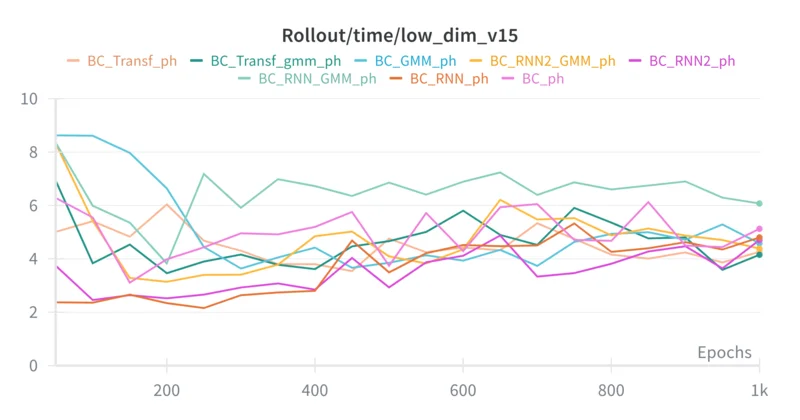 Rollout/time/low_dim_v15
BC_Transf_ph BC_Transf_gmm_ph BC_GMM_ph BC_RNN2_GMM_ph BC_RNN2_ph
BC_RNN_GMM_ph BC_RNN_ph BC_ph
10
8
6
4
2
0
Epochs
200 400 600 800 1k